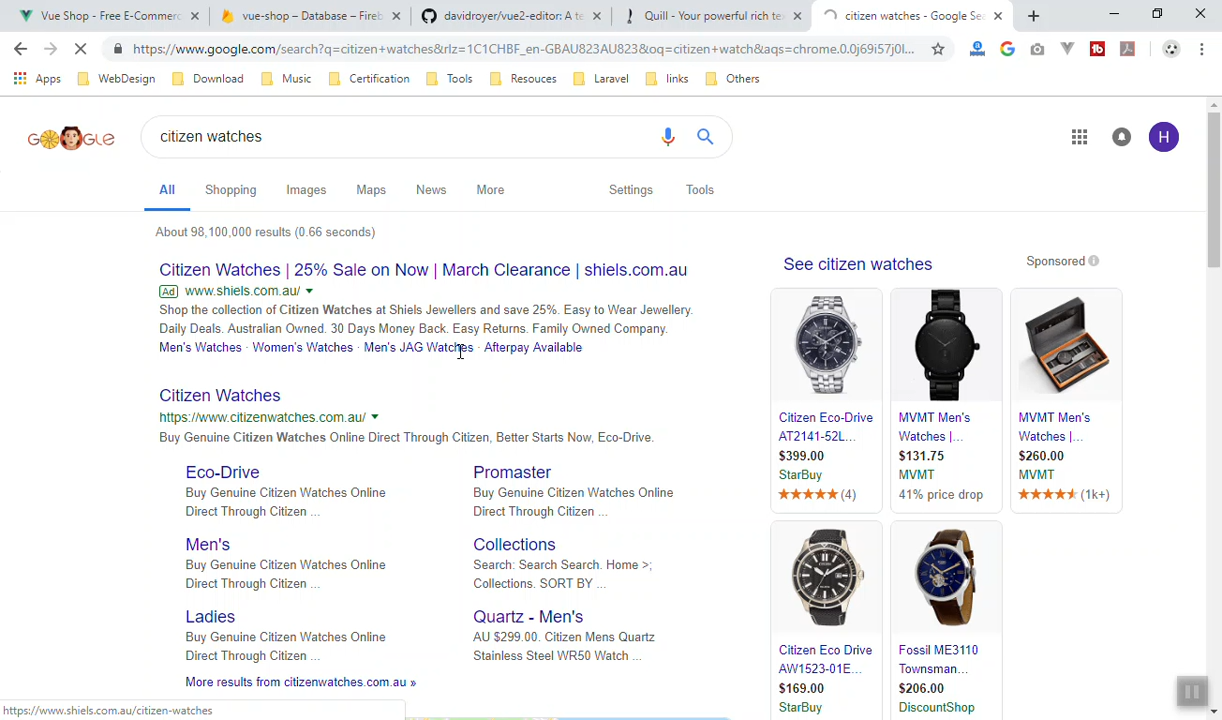 Vue Shop - Free E-Commerc
vue-shop – Database – Fireb
davidroyer/vue2-editor: A te
Quill - Your powerful rich te
citizen watches - Google Sea
https://www.google.com/search?q=citizen+watches&rlz=1C1CHBF_en-GBAU823AU823&oq=citizen+watch&aqs=chrome.0.0j69i57j0l...
Apps WebDesign Download Music Certification Tools Resouces Laravel links Others
citizen watches
H
All Shopping Images Maps News More Settings Tools
About 98,100,000 results (0.66 seconds)
Citizen Watches | 25% Sale on Now | March Clearance | shiels.com.au
Ad www.shiels.com.au/
Shop the collection of Citizen Watches at Shiels Jewellers and save 25%. Easy to Wear Jewellery.
Daily Deals. Australian Owned. 30 Days Money Back. Easy Returns. Family Owned Company.
Men's Watches · Women's Watches · Men's JAG Watches · Afterpay Available
Citizen Watches
https://www.citizenwatches.com.au/
Buy Genuine Citizen Watches Online Direct Through Citizen, Better Starts Now, Eco-Drive.
Eco-Drive
Buy Genuine Citizen Watches Online
Direct Through Citizen ...
Promaster
Buy Genuine Citizen Watches Online
Direct Through Citizen ...
Men's
Buy Genuine Citizen Watches Online
Direct Through Citizen ...
Collections
Search: Search Search. Home >;
Collections. SORT BY ...
Ladies
Buy Genuine Citizen Watches Online
Direct Through Citizen ...
Quartz - Men's
AU $299.00. Citizen Mens Quartz
Stainless Steel WR50 Watch ...
More results from citizenwatches.com.au »
See citizen watches
Sponsored
Citizen Eco-Drive
AT2141-52L...
$399.00
StarBuy
(4)
MVMT Men's
Watches |...
$131.75
MVMT
41% price drop
MVMT Men's
Watches |...
$260.00
MVMT
(1k+)
Citizen Eco Drive
AW1523-01E...
$169.00
StarBuy
Fossil ME3110
Townsman...
$206.00
DiscountShop
https://www.shiels.com.au/citizen-watches